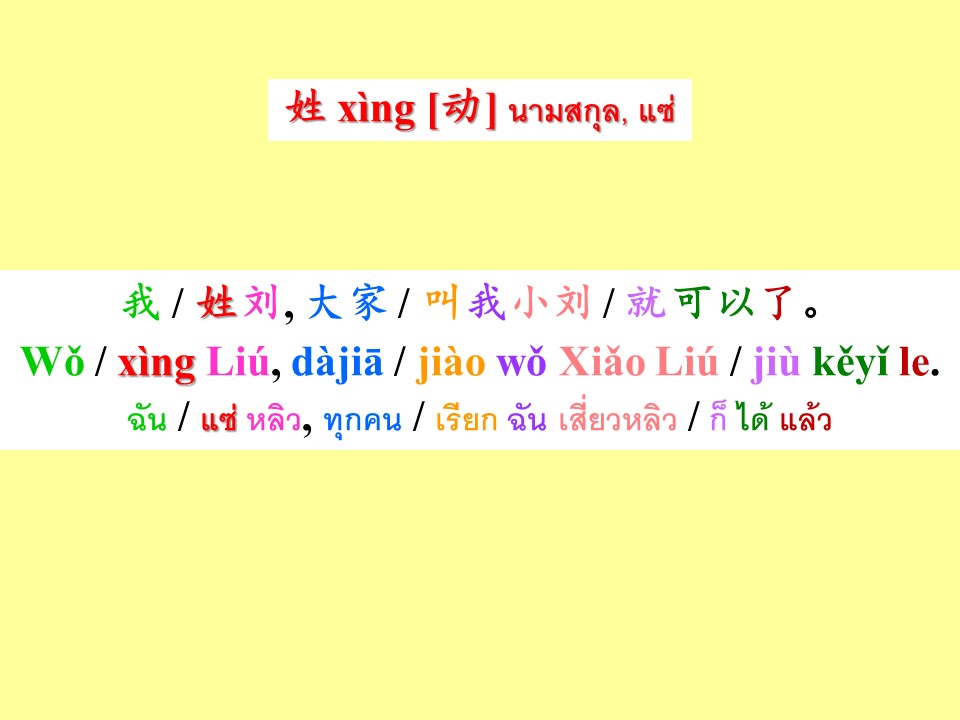 姓 xìng [动] นามสกุล, แซ่
我 / 姓刘, 大家 / 叫我小刘 / 就可以了。
Wǒ / xìng Liú, dàjiā / jiào wǒ Xiǎo Liú / jiù kěyǐ le.
ฉัน / แซ่ หลิว, ทุกคน / เรียก ฉัน เสี่ยวหลิว / ก็ ได้ แล้ว